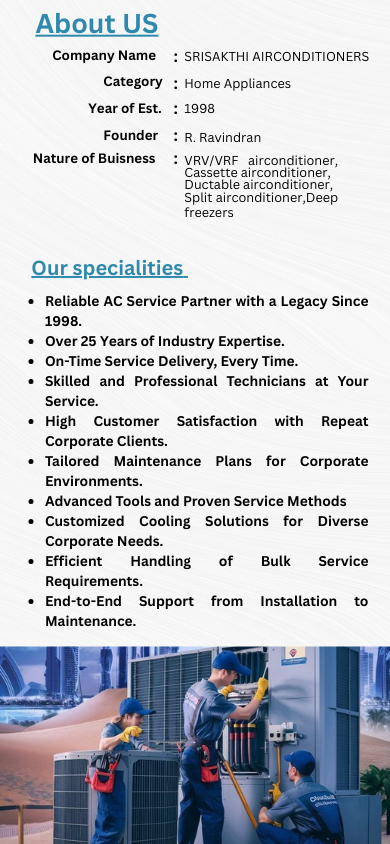 About US
Company Name : SRISAKTHI AIRCONDITIONERS
Category : Home Appliances
Year of Est. : 1998
Founder : R. Ravindran
Nature of Buisness : VRV/VRF airconditioner,
Cassette airconditioner,
Ductable airconditioner,
Split airconditioner,Deep
freezers
Our specialities
• Reliable AC Service Partner with a Legacy Since
1998.
• Over 25 Years of Industry Expertise.
• On-Time Service Delivery, Every Time.
• Skilled and Professional Technicians at Your
Service.
• High Customer Satisfaction with Repeat
Corporate Clients.
• Tailored Maintenance Plans for Corporate
Environments.
• Advanced Tools and Proven Service Methods
• Customized Cooling Solutions for Diverse
Corporate Needs.
• Efficient Handling of Bulk Service
Requirements.
• End-to-End Support from Installation to
Maintenance.